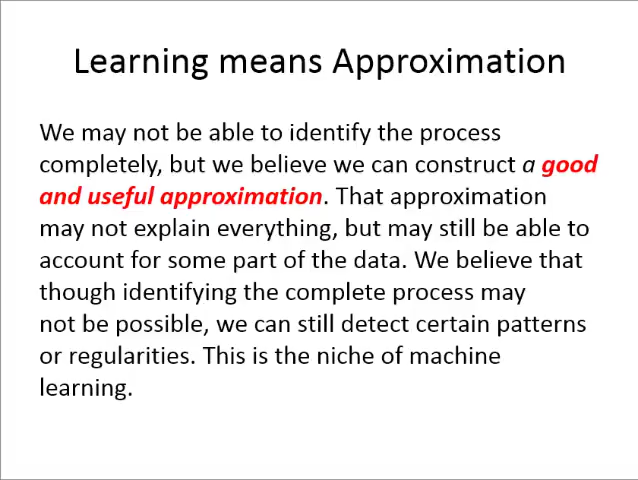 Learning means Approximation
We may not be able to identify the process
completely, but we believe we can construct a good
and useful approximation. That approximation
may not explain everything, but may still be able to
account for some part of the data. We believe that
though identifying the complete process may
not be possible, we can still detect certain patterns
or regularities. This is the niche of machine
learning.